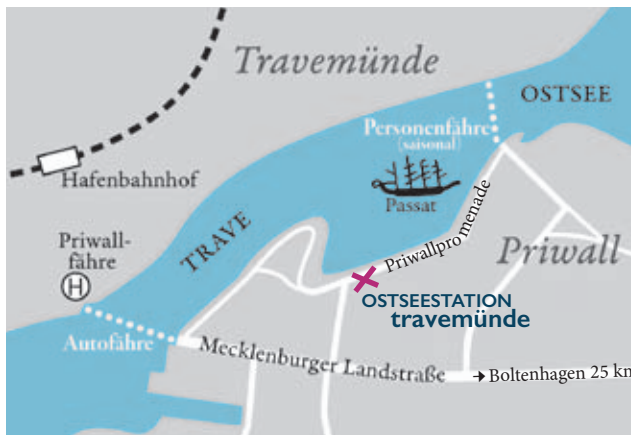 Travemünde
OSTSEE
Personenfähre
(saisonal)
Hafenbahnhof
Passat
Priwall-
fähre
H
TRAVE
Priwallpromenade
Priwall
OSTSEESTATION
travemünde
Autofähre
Mecklenburger Landstraße
→ Boltenhagen 25 km